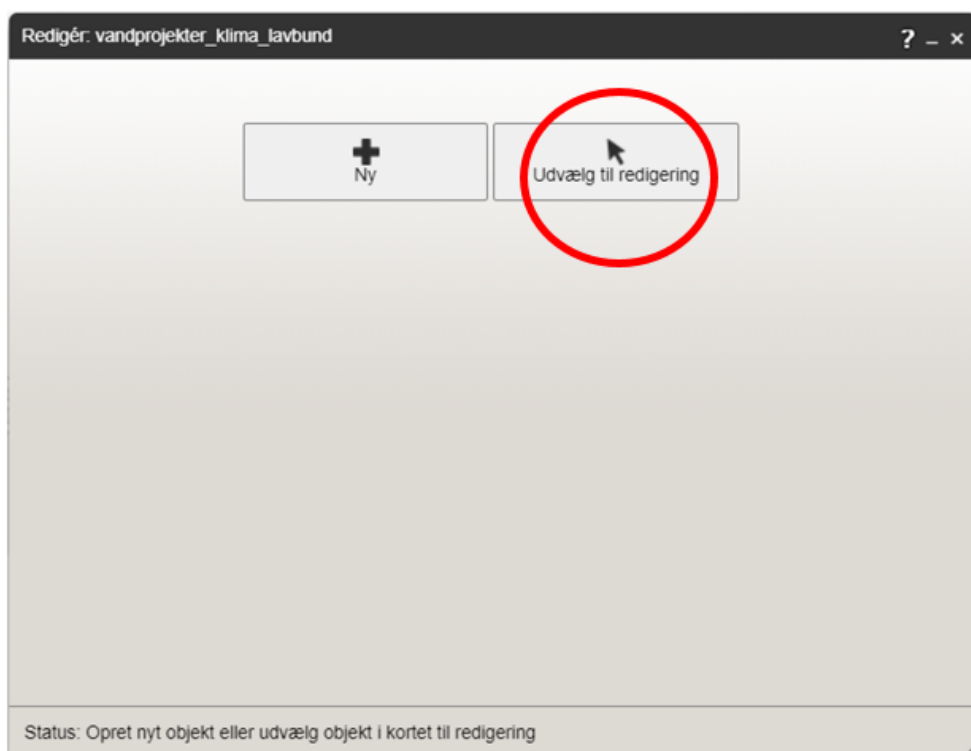 Redigér: vandprojekter_klima_lavbund ? _ ×
Ny
Udvælg til redigering
Status: Opret nyt objekt eller udvælg objekt i kortet til redigering